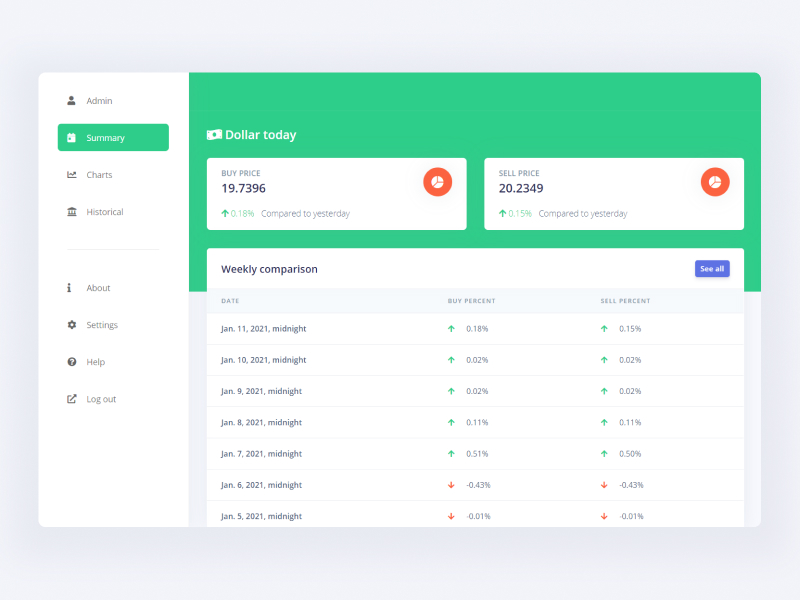 Admin
Summary
Charts
Historical
About
Settings
Help
Log out
Dollar today
BUY PRICE
19.7396
0.18% Compared to yesterday
SELL PRICE
20.2349
0.15% Compared to yesterday
Weekly comparison
See all
DATE BUY PERCENT SELL PERCENT
Jan. 11, 2021, midnight 0.18% 0.15%
Jan. 10, 2021, midnight 0.02% 0.02%
Jan. 9, 2021, midnight 0.02% 0.02%
Jan. 8, 2021, midnight 0.11% 0.11%
Jan. 7, 2021, midnight 0.51% 0.50%
Jan. 6, 2021, midnight -0.43% -0.43%
Jan. 5, 2021, midnight -0.01% -0.01%